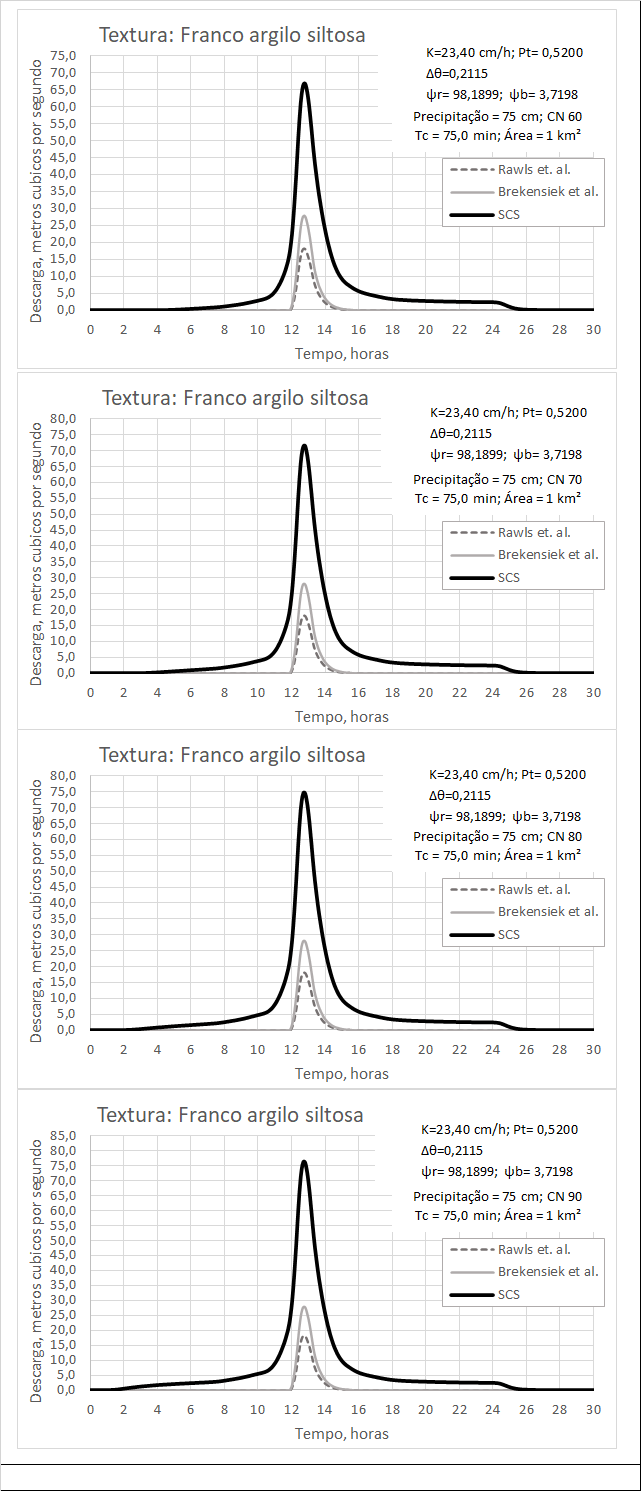 Textura: Franco argilo siltosa
K=23,40 cm/h; Pt= 0,5200
Δθ=0,2115
ψr= 98,1899; ψb= 3,7198
Precipitação = 75 cm; CN 60
Tc = 75,0 min; Área = 1 km²
Rawls et. al.
Brekensiek et al.
SCS
Descarga, metros cubicos por segundo
75,0
70,0
65,0
60,0
55,0
50,0
45,0
40,0
35,0
30,0
25,0
20,0
15,0
10,0
5,0
0,0
0 2 4 6 8 10 12 14 16 18 20 22 24 26 28 30
Tempo, horas
Textura: Franco argilo siltosa
K=23,40 cm/h; Pt= 0,5200
Δθ=0,2115
ψr= 98,1899; ψb= 3,7198
Precipitação = 75 cm; CN 70
Tc = 75,0 min; Área = 1 km²
Rawls et. al.
Brekensiek et al.
SCS
Descarga, metros cubicos por segundo
80,0
75,0
70,0
65,0
60,0
55,0
50,0
45,0
40,0
35,0
30,0
25,0
20,0
15,0
10,0
5,0
0,0
0 2 4 6 8 10 12 14 16 18 20 22 24 26 28 30
Tempo, horas
Textura: Franco argilo siltosa
K=23,40 cm/h; Pt= 0,5200
Δθ=0,2115
ψr= 98,1899; ψb= 3,7198
Precipitação = 75 cm; CN 80
Tc = 75,0 min; Área = 1 km²
Rawls et. al.
Brekensiek et al.
SCS
Descarga, metros cubicos por segundo
80,0
75,0
70,0
65,0
60,0
55,0
50,0
45,0
40,0
35,0
30,0
25,0
20,0
15,0
10,0
5,0
0,0
0 2 4 6 8 10 12 14 16 18 20 22 24 26 28 30
Tempo, horas
Textura: Franco argilo siltosa
K=23,40 cm/h; Pt= 0,5200
Δθ=0,2115
ψr= 98,1899; ψb= 3,7198
Precipitação = 75 cm; CN 90
Tc = 75,0 min; Área = 1 km²
Rawls et. al.
Brekensiek et al.
SCS
Descarga, metros cubicos por segundo
85,0
80,0
75,0
70,0
65,0
60,0
55,0
50,0
45,0
40,0
35,0
30,0
25,0
20,0
15,0
10,0
5,0
0,0
0 2 4 6 8 10 12 14 16 18 20 22 24 26 28 30
Tempo, horas